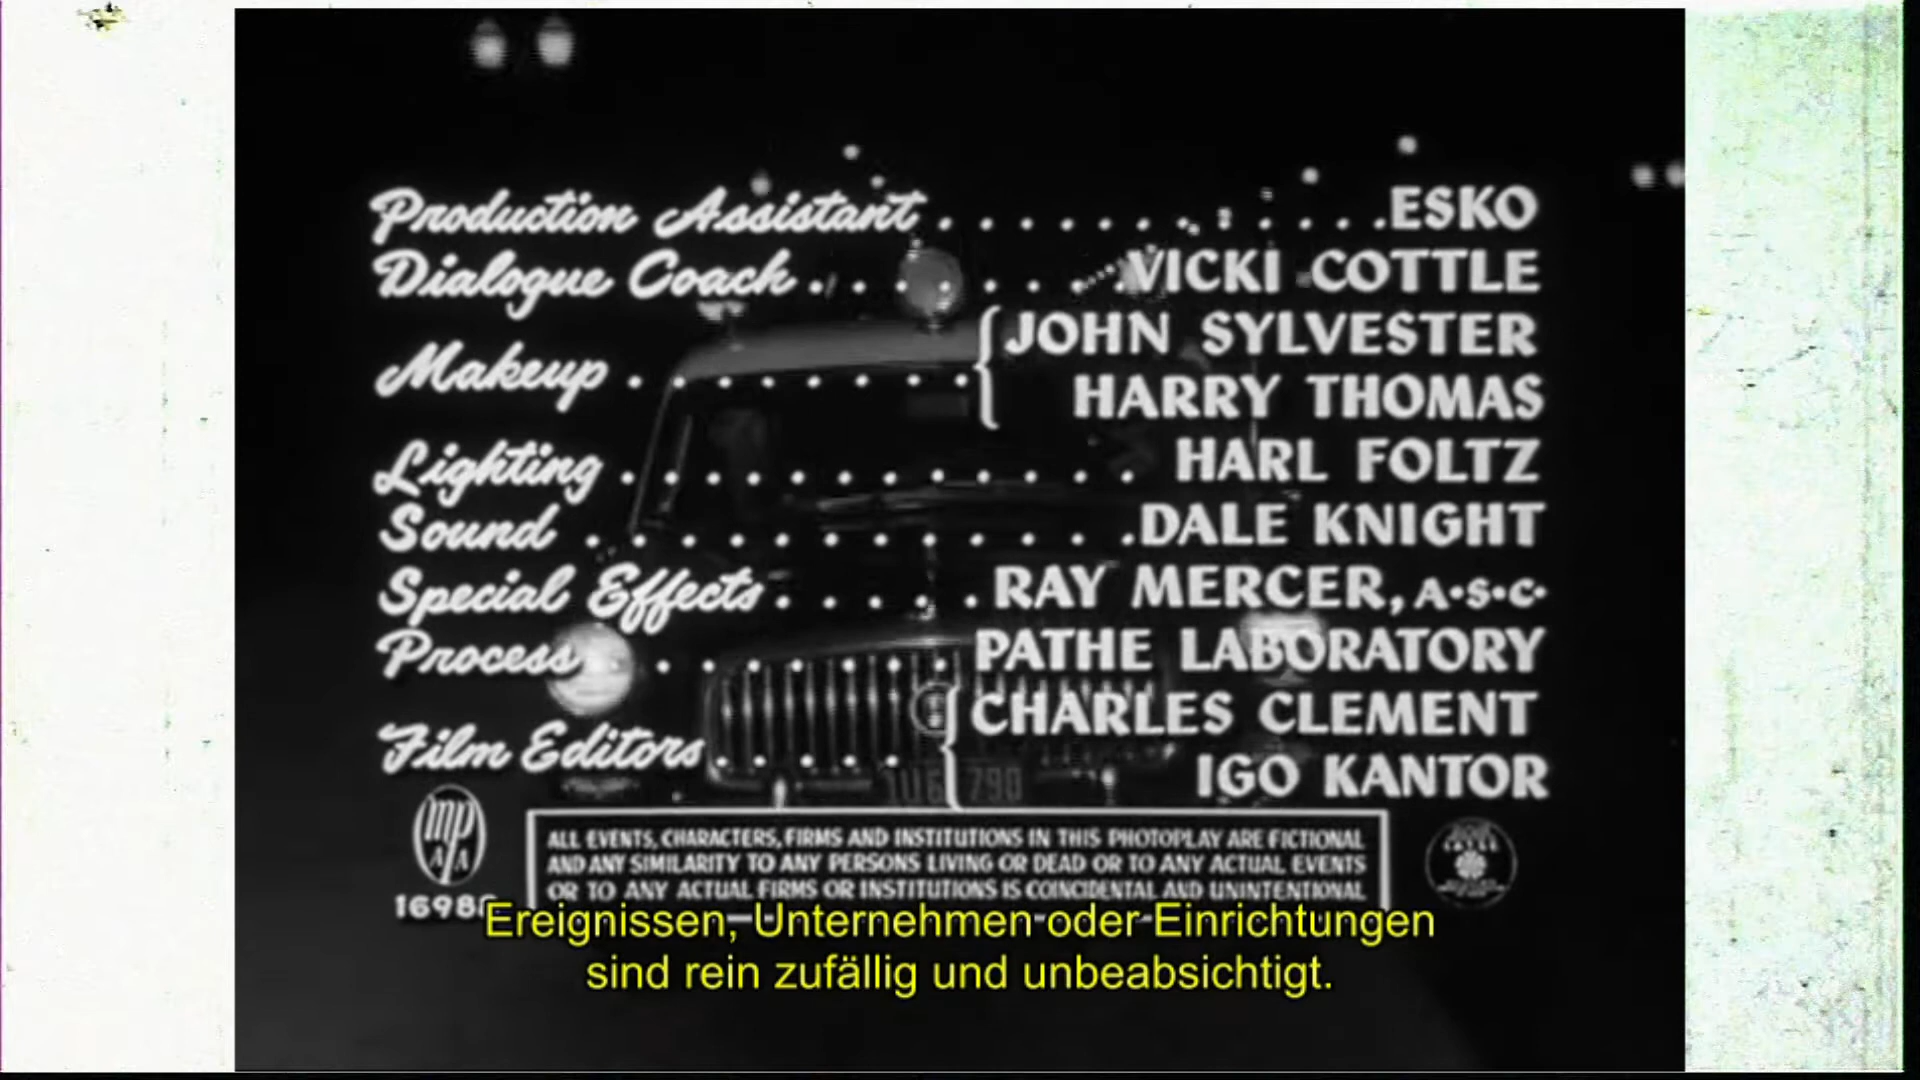 Production Assistant . . . . . . . . . . . ESKO
Dialogue Coach . . . . . . . . VICKI COTTLE
Makeup . . . . . . . . { JOHN SYLVESTER
HARRY THOMAS
Lighting . . . . . . . . . . . . HARL FOLTZ
Sound . . . . . . . . . . . . DALE KNIGHT
Special Effects . . . . . RAY MERCER, A·S·C·
Process . . . . . . . . PATHE LABORATORY
Film Editors . . . . . { CHARLES CLEMENT
IGO KANTOR
MPAA
ALL EVENTS, CHARACTERS, FIRMS AND INSTITUTIONS IN THIS PHOTOPLAY ARE FICTIONAL
AND ANY SIMILARITY TO ANY PERSONS LIVING OR DEAD OR TO ANY ACTUAL EVENTS
OR TO ANY ACTUAL FIRMS OR INSTITUTIONS IS COINCIDENTAL AND UNINTENTIONAL
Ereignissen, Unternehmen oder Einrichtungen
sind rein zufällig und unbeabsichtigt.